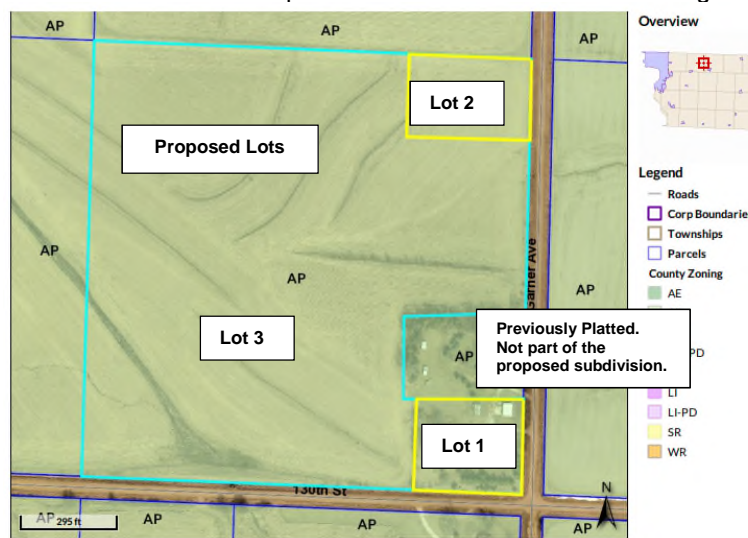 AP
AP
AP
Lot 2
Proposed Lots
AP
AP
AP
Lot 3
Garner Ave
AP
Previously Platted.
Not part of the
proposed subdivision.
Lot 1
130th St
N
AP
AP
AP
AP
295 ft
Overview
Legend
Roads
Corp Boundarie
Townships
Parcels
County Zoning
AE
PD
LI
LI-PD
SR
WR